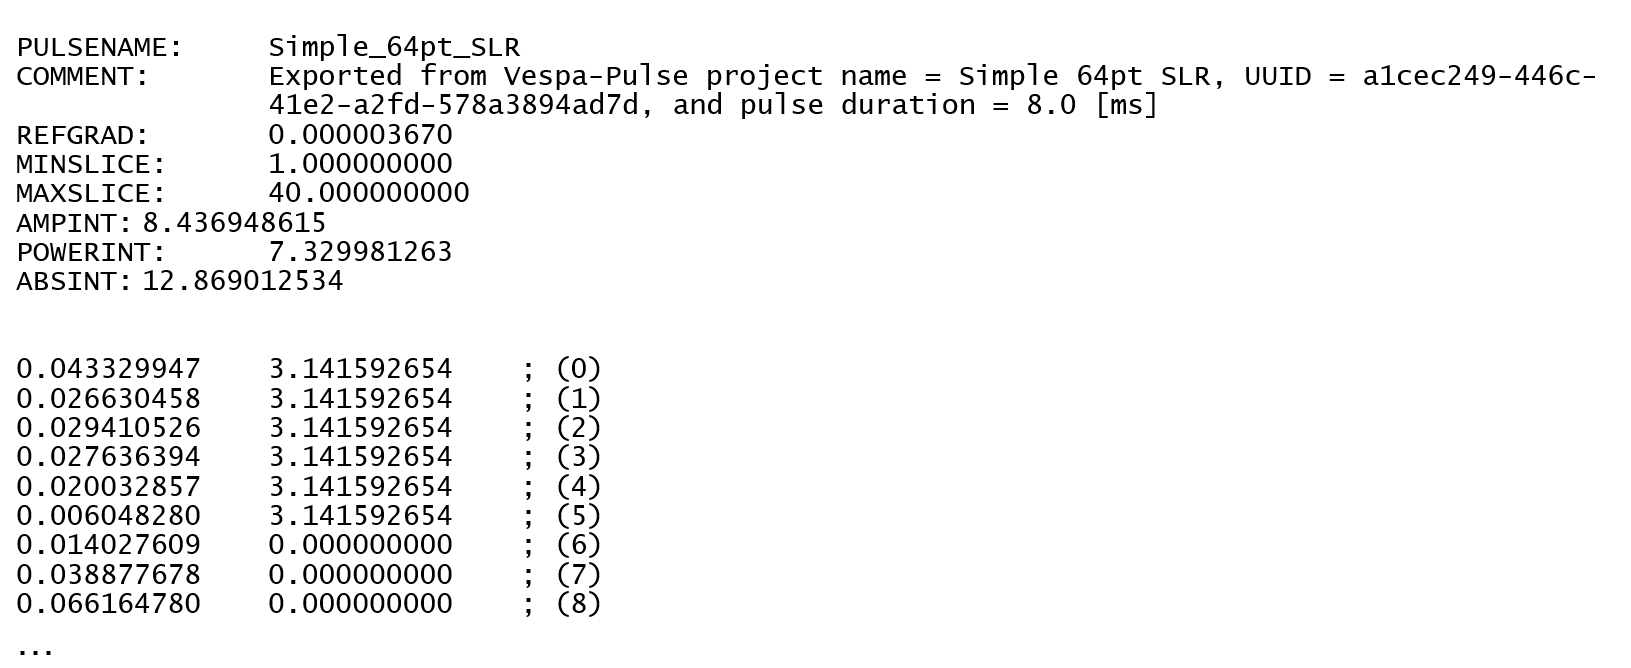 PULSENAME: Simple_64pt_SLR
COMMENT: Exported from Vespa-Pulse project name = Simple 64pt SLR, UUID = a1cec249-446c-
41e2-a2fd-578a3894ad7d, and pulse duration = 8.0 [ms]
REFGRAD: 0.000003670
MINSLICE: 1.000000000
MAXSLICE: 40.000000000
AMPINT: 8.436948615
POWERINT: 7.329981263
ABSINT: 12.869012534
0.043329947 3.141592654 ; (0)
0.026630458 3.141592654 ; (1)
0.029410526 3.141592654 ; (2)
0.027636394 3.141592654 ; (3)
0.020032857 3.141592654 ; (4)
0.006048280 3.141592654 ; (5)
0.014027609 0.000000000 ; (6)
0.038877678 0.000000000 ; (7)
0.066164780 0.000000000 ; (8)
...